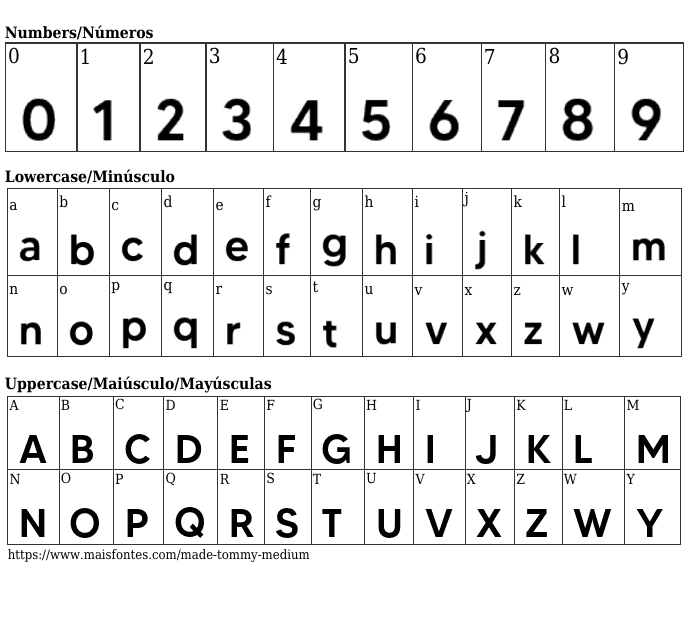 Numbers/Números
0 1 2 3 4 5 6 7 8 9
0 1 2 3 4 5 6 7 8 9
Lowercase/Minúsculo
a b c d e f g h i j k l m
a b c d e f g h i j k l m
n o p q r s t u v x z w y
n o p q r s t u v x z w y
Uppercase/Maiúsculo/Mayúsculas
A B C D E F G H I J K L M
A B C D E F G H I J K L M
N O P Q R S T U V X Z W Y
N O P Q R S T U V X Z W Y
https://www.maisfontes.com/made-tommy-medium